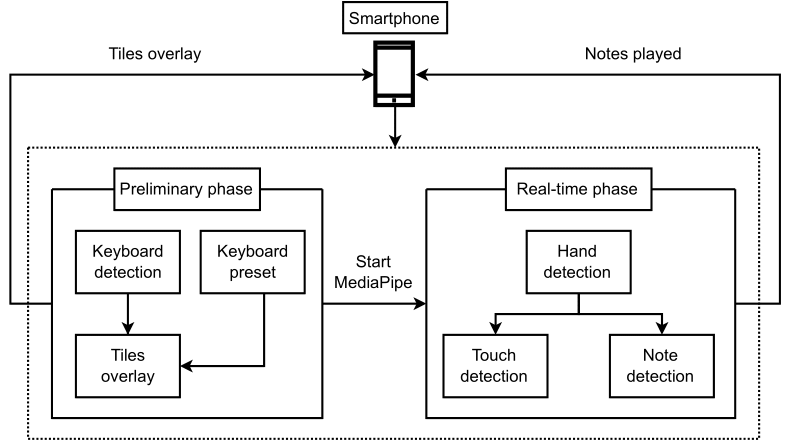 Smartphone
Tiles overlay
Notes played
Preliminary phase
Real-time phase
Keyboard
detection
Keyboard
preset
Tiles
overlay
Start
MediaPipe
Hand
detection
Touch
detection
Note
detection